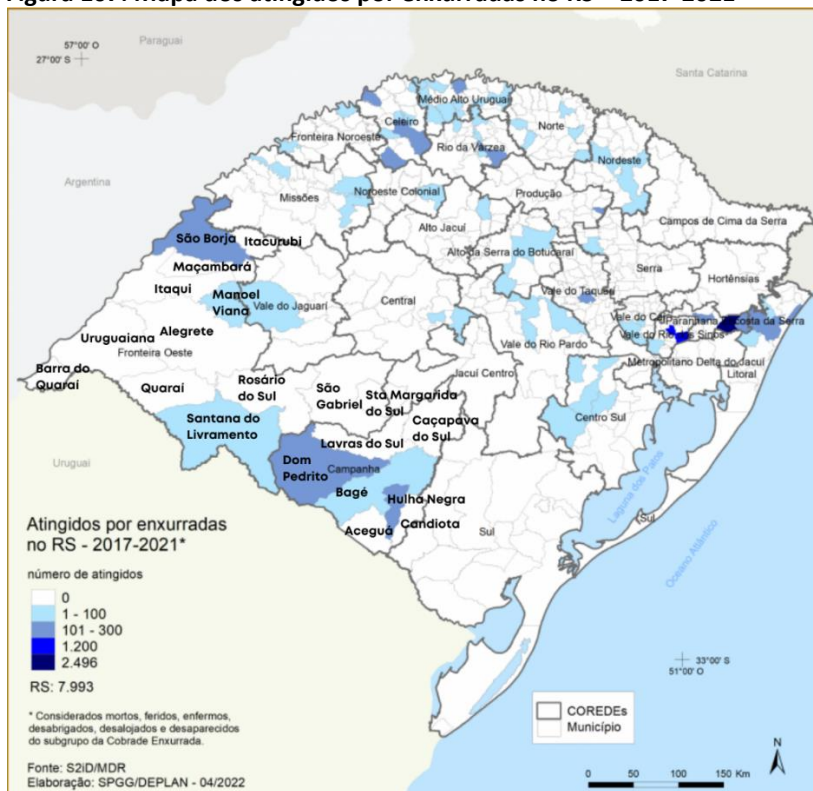 Figura 10.4 Mapa dos atingidos por enxurradas no RS – 2017-2021
57°00' O
27°00' S
Paraguai
Santa Catarina
Argentina
Médio Alto Uruguai
Celeiro
Norte
Fronteira Noroeste
Rio da Várzea
Nordeste
Missões
Noroeste Colonial
Produção
Campos de Cima da Serra
Alto Jacuí
São Borja
Itacurubi
Alto da Serra do Botucaraí
Serra
Hortênsias
Maçambará
Itaqui
Manoel
Viana
Vale do Jaguari
Central
Vale do Taquari
Vale do Rio dos Sinos
Vale do Rio Pardo
Uruguaiana
Alegrete
Fronteira Oeste
Metropolitano Delta do Jacuí
Litoral
Jacuí Centro
Barra do
Quaraí
Quaraí
Rosário
do Sul
São
Gabriel
Sta Margarida
do Sul
Caçapava
do Sul
Centro Sul
Santana do
Livramento
Lavras do Sul
Uruguai
Dom
Pedrito
Campanha
Bagé
Hulha Negra
Aceguá
Candiota
Sul
Sul
Laguna dos Patos
Oceano Atlântico
Atingidos por enxurradas
no RS - 2017-2021*
número de atingidos
0
1 - 100
101 - 300
1.200
2.496
RS: 7.993
* Considerados mortos, feridos, enfermos,
desabrigados, desalojados e desaparecidos
do subgrupo da Cobrade Enxurrada.
Fonte: S2iD/MDR
Elaboração: SPGG/DEPLAN - 04/2022
33°00' S
51°00' O
COREDEs
Município
N
0 50 100 150 Km